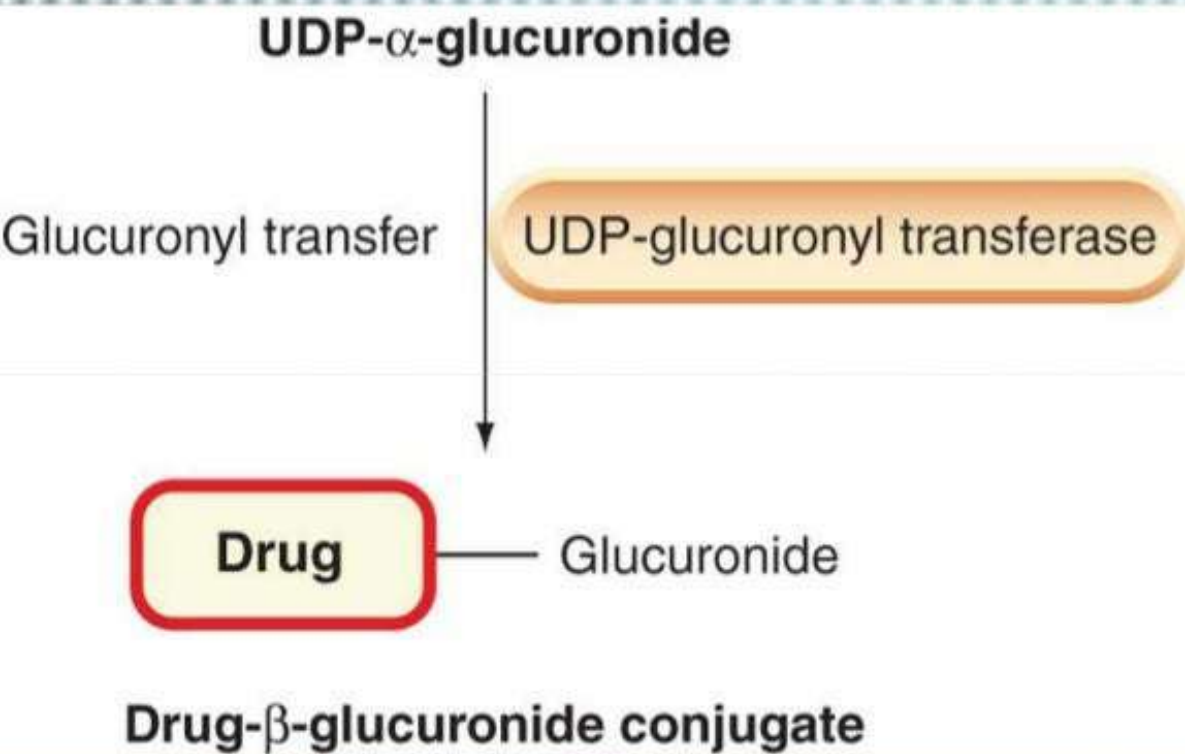 UDP-α-glucuronide
Glucuronyl transfer
UDP-glucuronyl transferase
Drug
Glucuronide
Drug-β-glucuronide conjugate